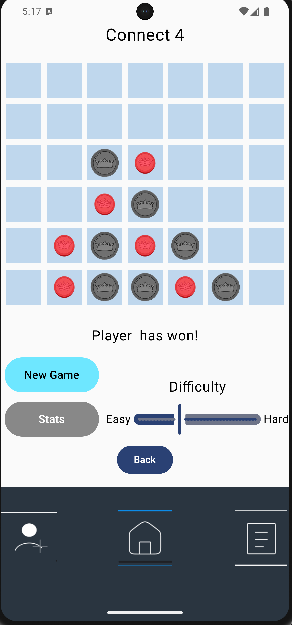 5.17
Connect 4
Player has won!
New Game
Difficulty
Stats
Easy
Hard
Back